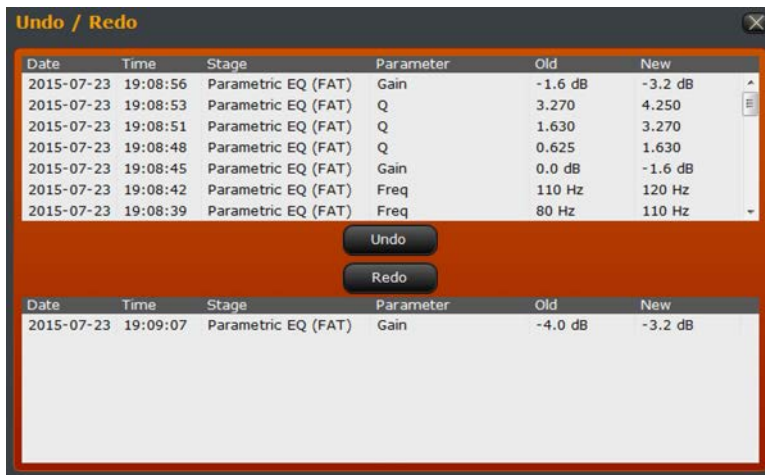 Undo / Redo
Date Time Stage Parameter Old New
2015-07-23 19:08:56 Parametric EQ (FAT) Gain -1.6 dB -3.2 dB
2015-07-23 19:08:53 Parametric EQ (FAT) Q 3.270 4.250
2015-07-23 19:08:51 Parametric EQ (FAT) Q 1.630 3.270
2015-07-23 19:08:48 Parametric EQ (FAT) Q 0.625 1.630
2015-07-23 19:08:45 Parametric EQ (FAT) Gain 0.0 dB -1.6 dB
2015-07-23 19:08:42 Parametric EQ (FAT) Freq 110 Hz 120 Hz
2015-07-23 19:08:39 Parametric EQ (FAT) Freq 80 Hz 110 Hz
Undo
Redo
Date Time Stage Parameter Old New
2015-07-23 19:09:07 Parametric EQ (FAT) Gain -4.0 dB -3.2 dB